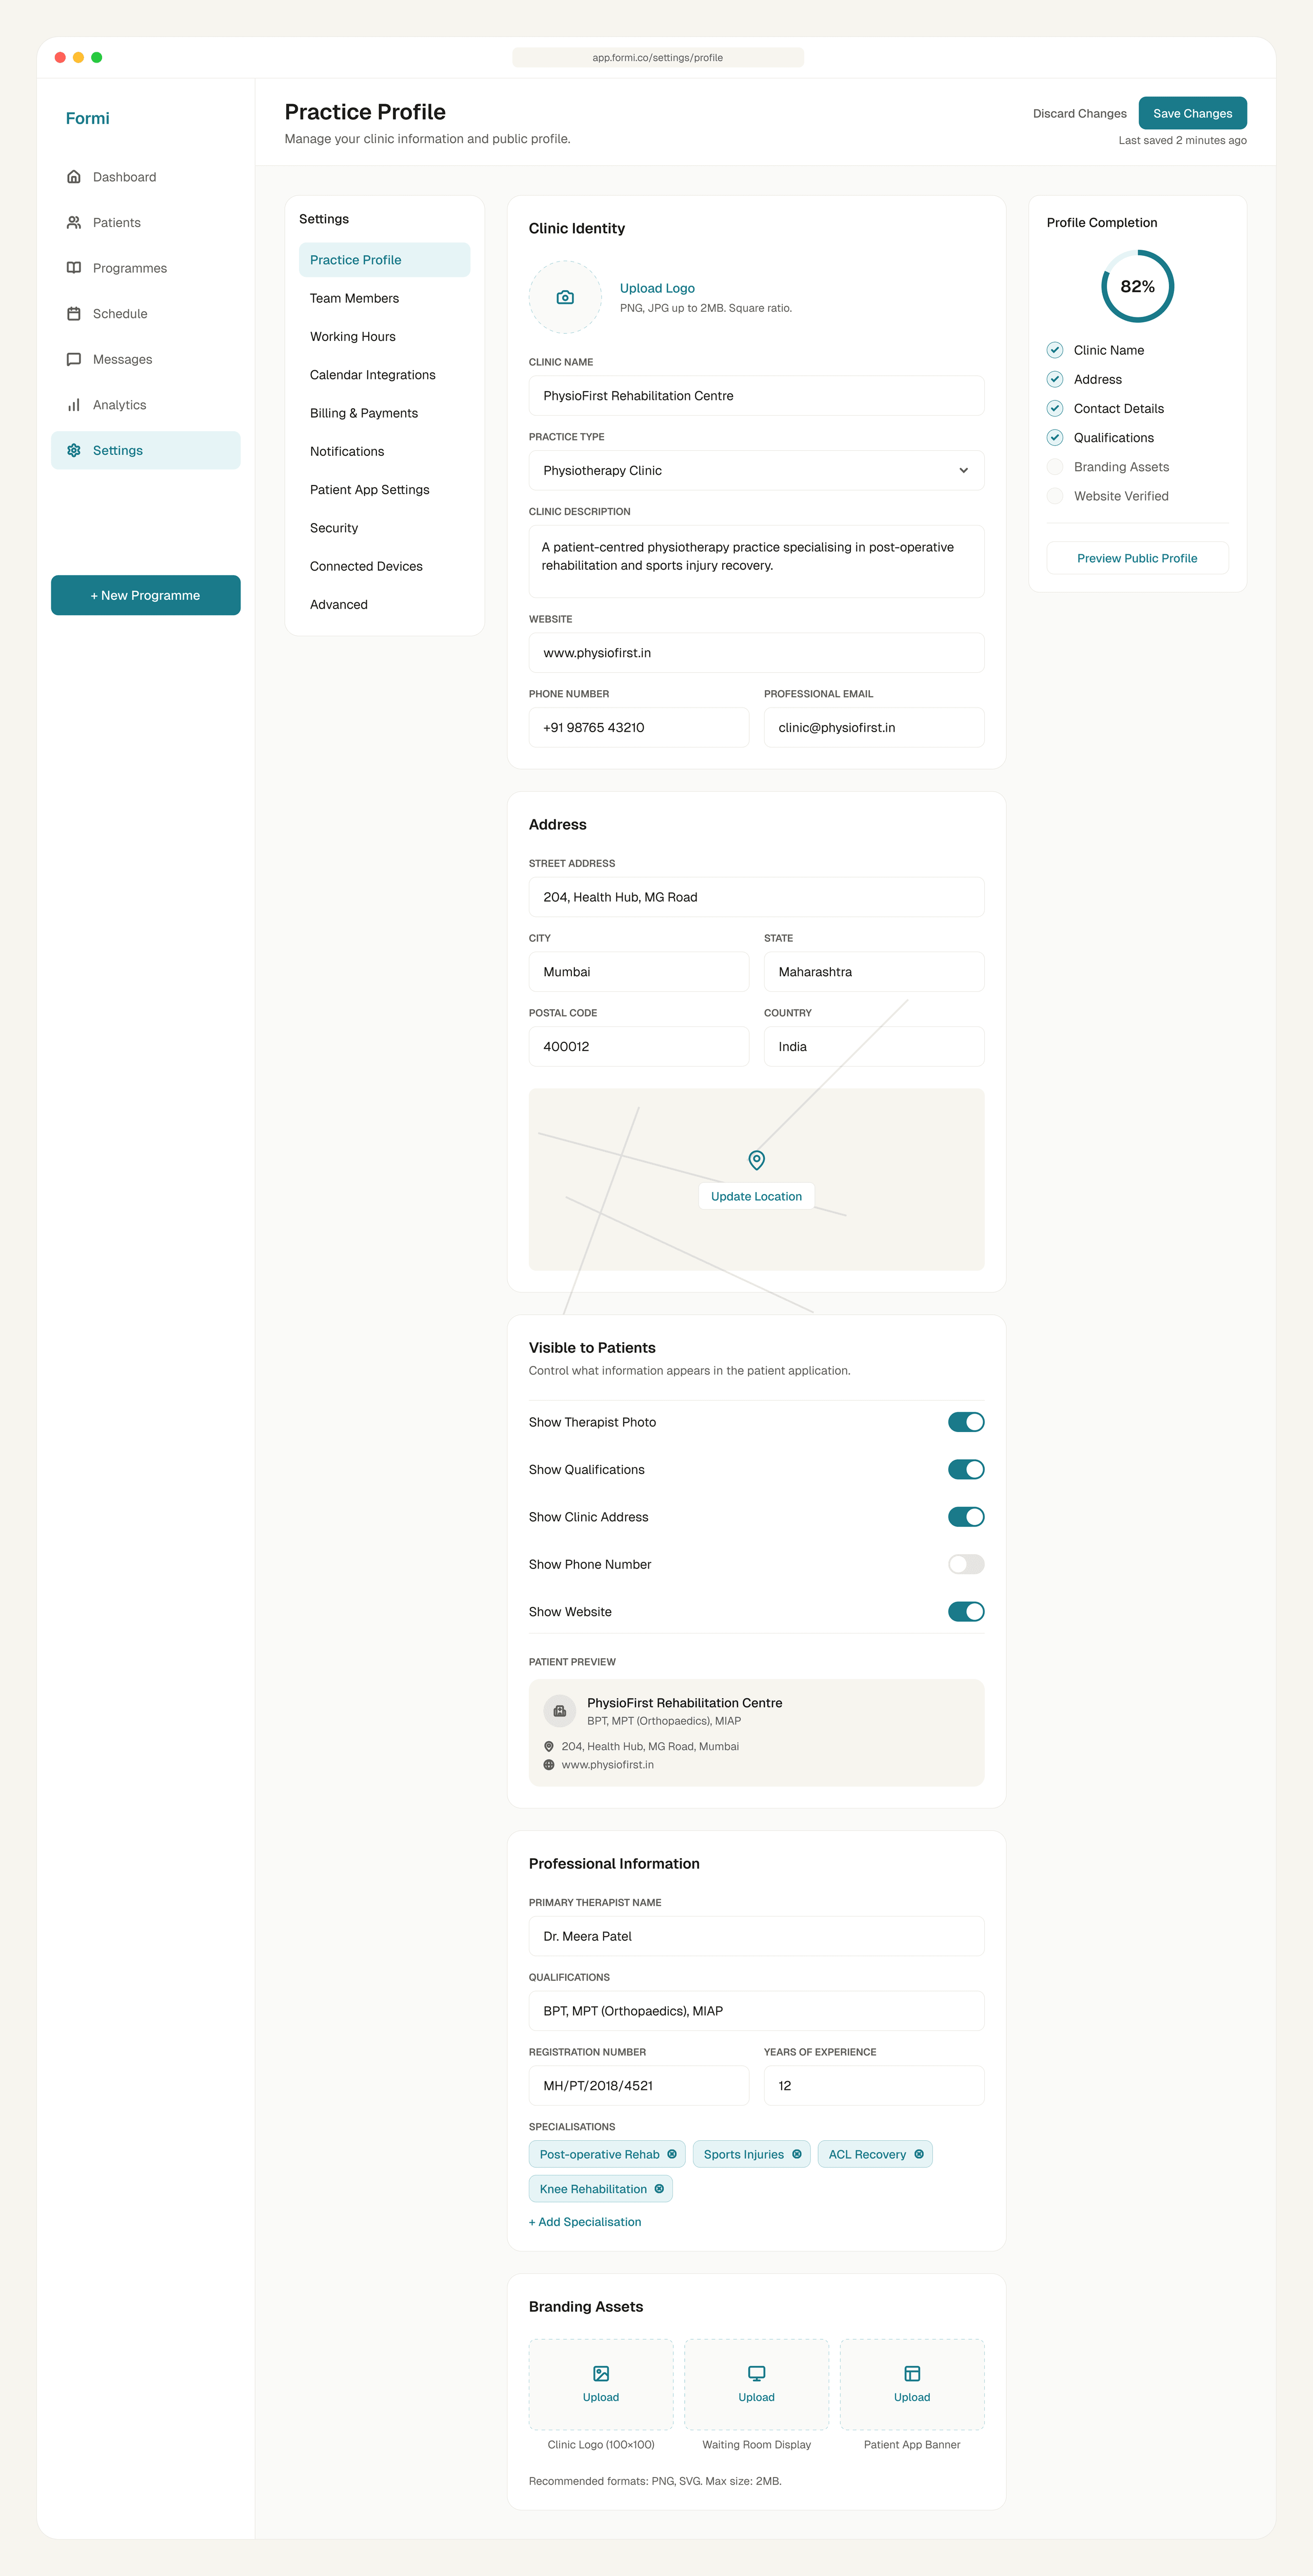 app.formi.co/settings/profile
Formi
Dashboard
Patients
Programmes
Schedule
Messages
Analytics
Settings
+ New Programme
Practice Profile
Manage your clinic information and public profile.
Discard Changes
Save Changes
Last saved 2 minutes ago
Settings
Practice Profile
Team Members
Working Hours
Calendar Integrations
Billing & Payments
Notifications
Patient App Settings
Security
Connected Devices
Advanced
Clinic Identity
Upload Logo
PNG, JPG up to 2MB. Square ratio.
CLINIC NAME
PhysioFirst Rehabilitation Centre
PRACTICE TYPE
Physiotherapy Clinic
CLINIC DESCRIPTION
A patient-centred physiotherapy practice specialising in post-operative
rehabilitation and sports injury recovery.
WEBSITE
www.physiofirst.in
PHONE NUMBER
+91 98765 43210
PROFESSIONAL EMAIL
clinic@physiofirst.in
Address
STREET ADDRESS
204, Health Hub, MG Road
CITY
Mumbai
STATE
Maharashtra
POSTAL CODE
400012
COUNTRY
India
Update Location
Visible to Patients
Control what information appears in the patient application.
Show Therapist Photo
Show Qualifications
Show Clinic Address
Show Phone Number
Show Website
PATIENT PREVIEW
PhysioFirst Rehabilitation Centre
BPT, MPT (Orthopaedics), MIAP
204, Health Hub, MG Road, Mumbai
www.physiofirst.in
Professional Information
PRIMARY THERAPIST NAME
Dr. Meera Patel
QUALIFICATIONS
BPT, MPT (Orthopaedics), MIAP
REGISTRATION NUMBER
MH/PT/2018/4521
YEARS OF EXPERIENCE
12
SPECIALISATIONS
Post-operative Rehab
Sports Injuries
ACL Recovery
Knee Rehabilitation
+ Add Specialisation
Branding Assets
Upload
Clinic Logo (100×100)
Upload
Waiting Room Display
Upload
Patient App Banner
Recommended formats: PNG, SVG. Max size: 2MB.
Profile Completion
82%
Clinic Name
Address
Contact Details
Qualifications
Branding Assets
Website Verified
Preview Public Profile